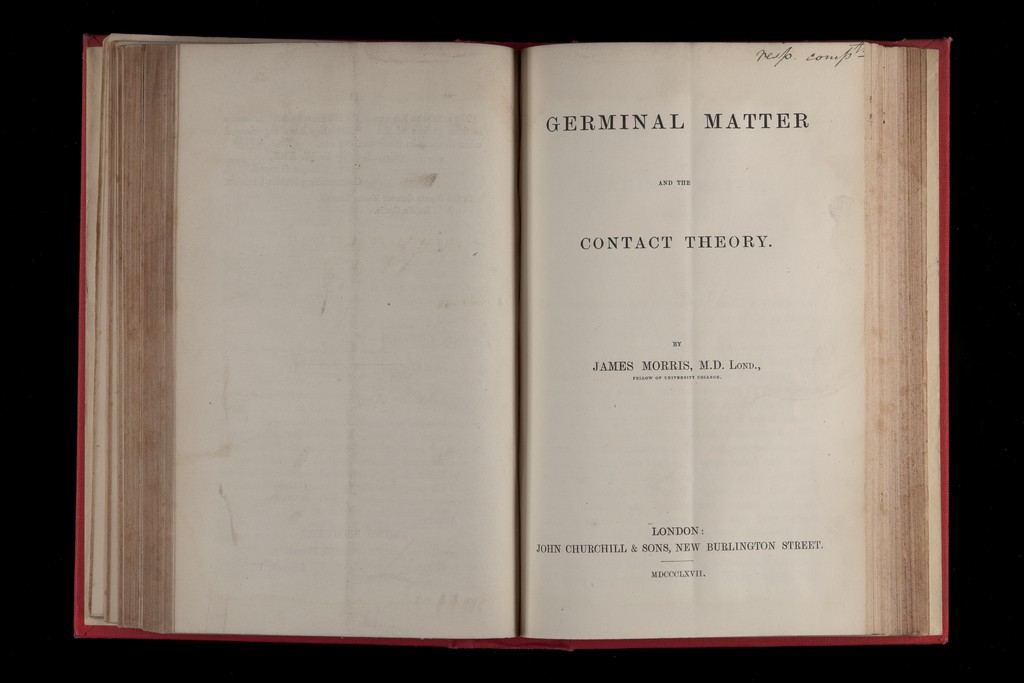 resp. compts
GERMINAL MATTER
AND THE
CONTACT THEORY.
BY
JAMES MORRIS, M.D. LOND.,
FELLOW OF UNIVERSITY COLLEGE.
LONDON:
JOHN CHURCHILL & SONS, NEW BURLINGTON STREET.
MDCCCLXVII.